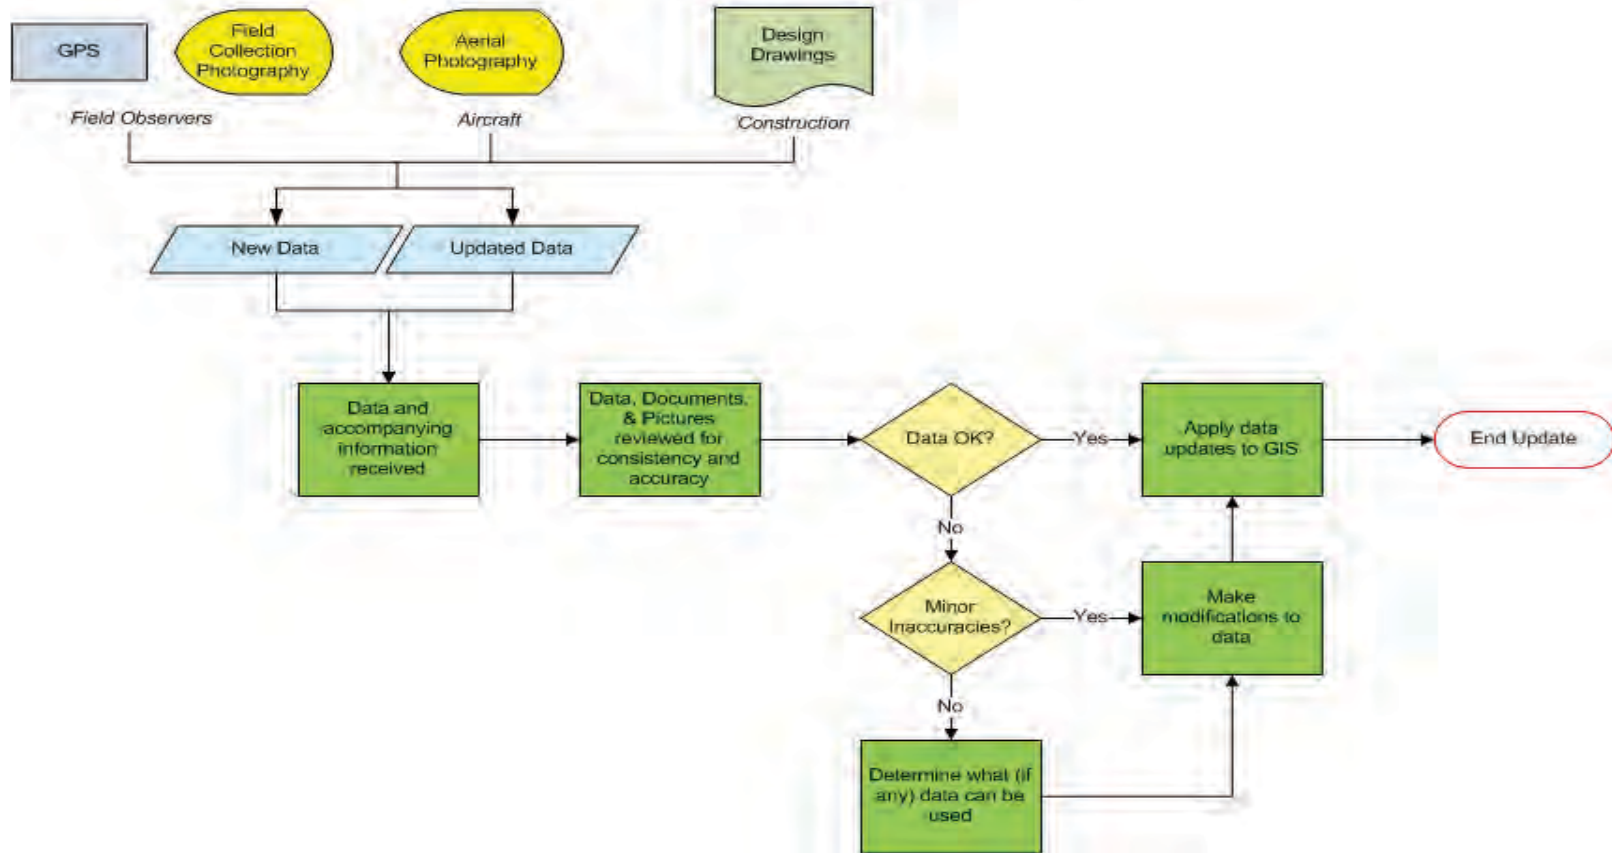 GPS
Field
Collection
Photography
Aerial
Photography
Design
Drawings
Field Observers
Aircraft
Construction
New Data
Updated Data
Data and
accompanying
information
received
Data, Documents,
& Pictures
reviewed for
consistency and
accuracy
Data OK?
Yes
Apply data
updates to GIS
End Update
No
Minor
Inaccuracies?
Yes
Make
modifications to
data
No
Determine what (if
any) data can be
used